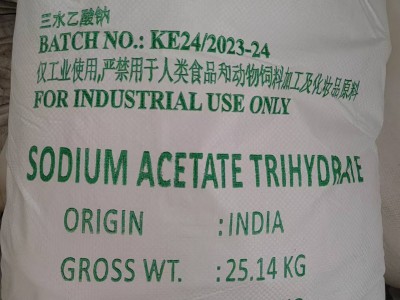 三水乙酸钠
BATCH NO.: KE24/2023-24
仅工业使用,严禁用于人类食品和动物饲料加工及化妆品原料
FOR INDUSTRIAL USE ONLY
SODIUM ACETATE TRIHYDRATE
ORIGIN : INDIA
GROSS WT. : 25.14 KG